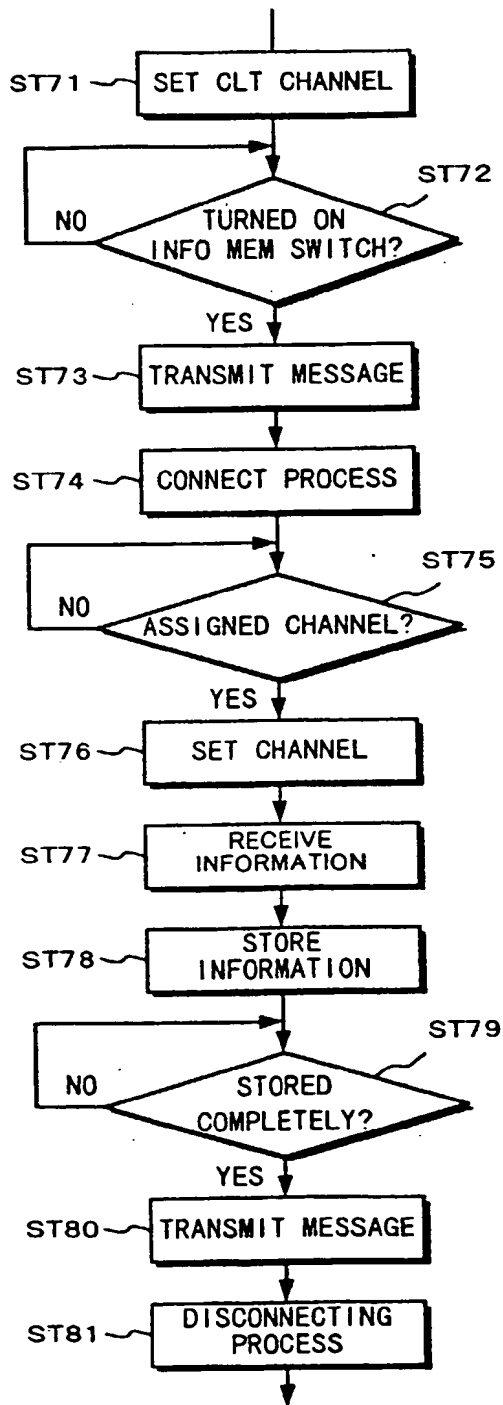 ST71
SET CLT CHANNEL
ST72
NO
TURNED ON
INFO MEM SWITCH?
YES
ST73
TRANSMIT MESSAGE
ST74
CONNECT PROCESS
ST75
NO
ASSIGNED CHANNEL?
YES
ST76
SET CHANNEL
ST77
RECEIVE
INFORMATION
ST78
STORE
INFORMATION
ST79
NO
STORED
COMPLETELY?
YES
ST80
TRANSMIT MESSAGE
ST81
DISCONNECTING
PROCESS